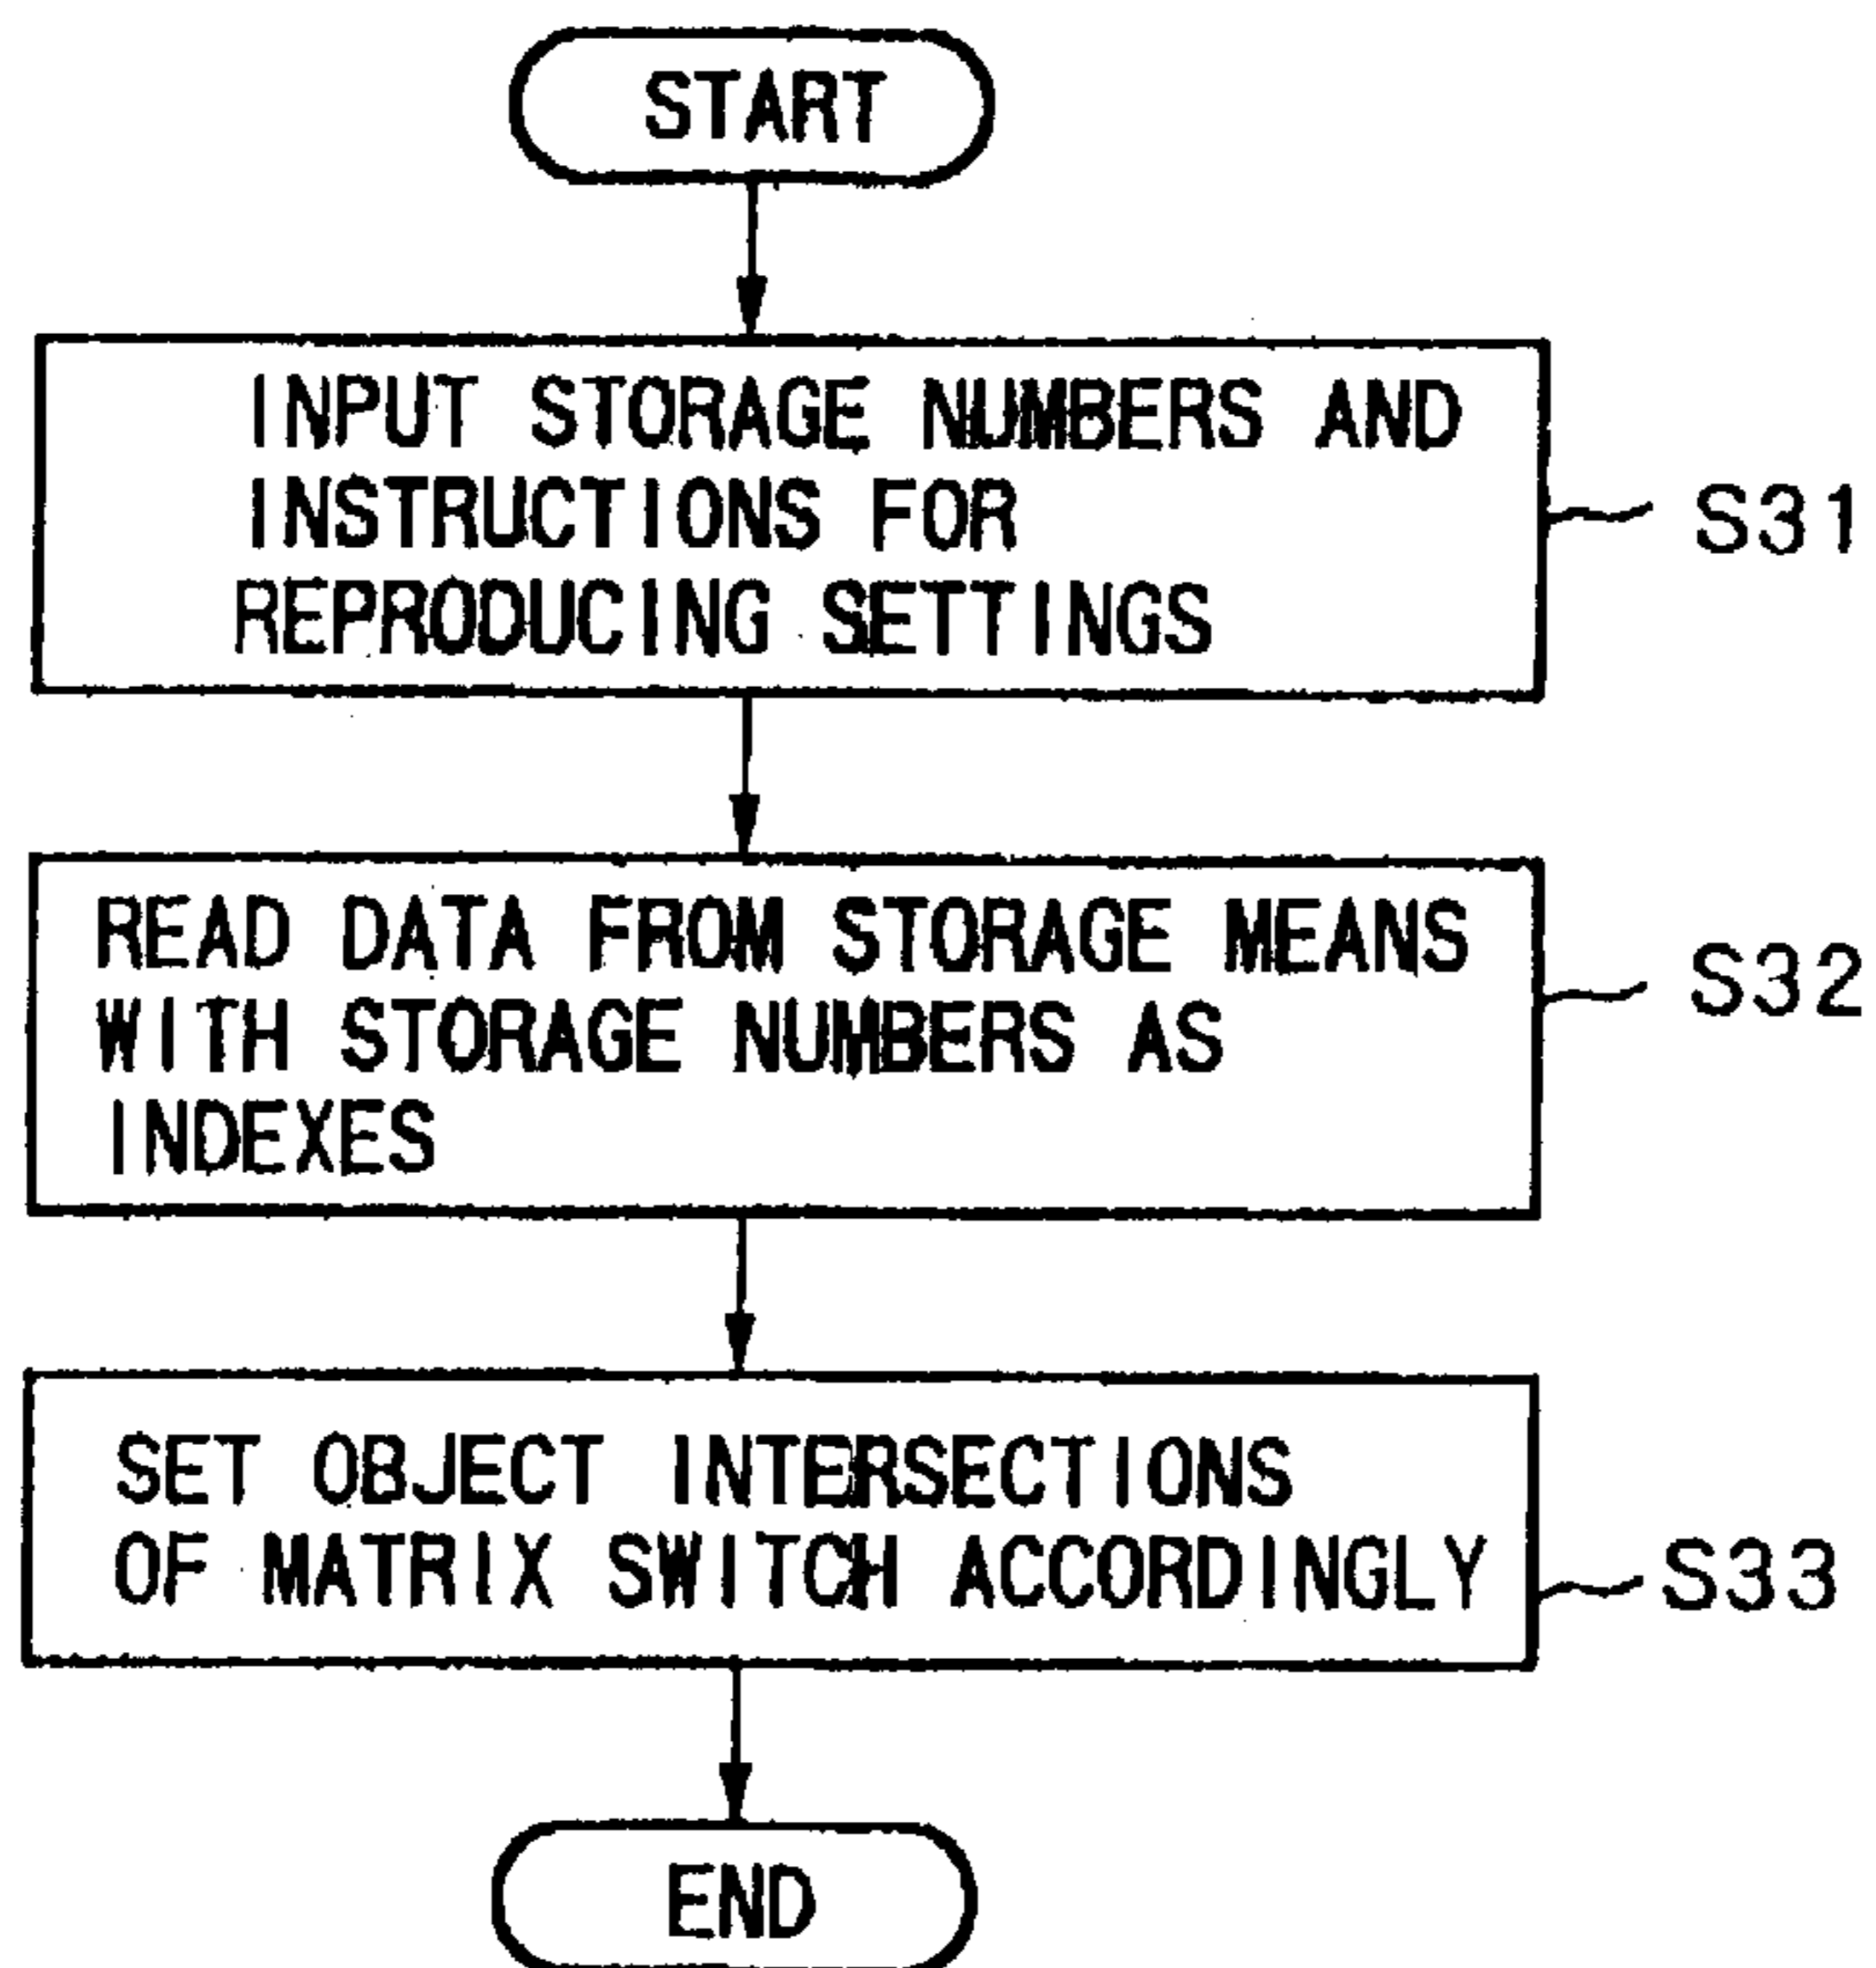 START
INPUT STORAGE NUMBERS AND
INSTRUCTIONS FOR
REPRODUCING SETTINGS
S31
READ DATA FROM STORAGE MEANS
WITH STORAGE NUMBERS AS
INDEXES
S32
SET OBJECT INTERSECTIONS
OF MATRIX SWITCH ACCORDINGLY
S33
END